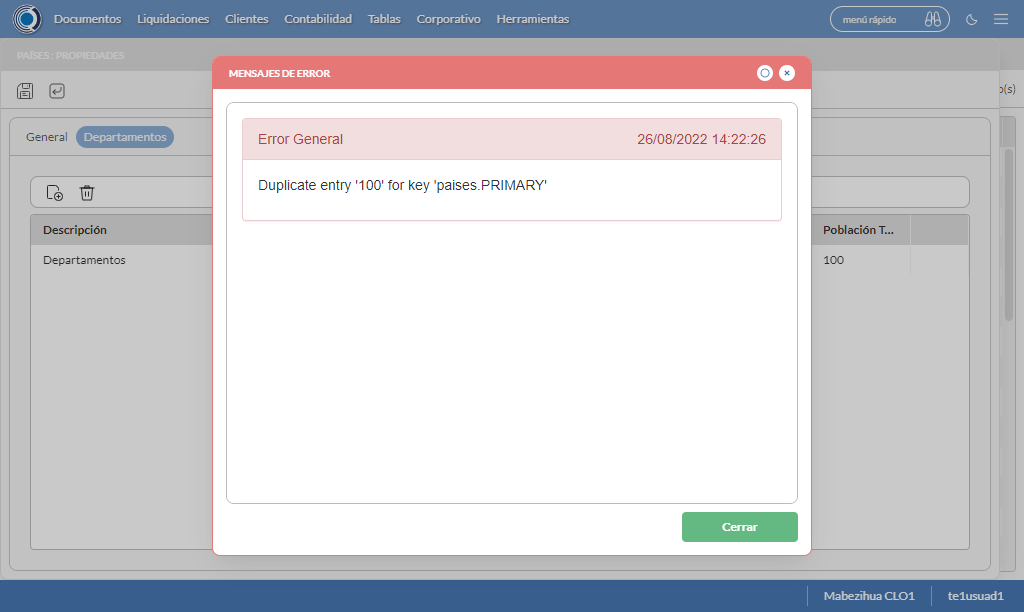 Documentos Liquidaciones Clientes Contabilidad Tablas Corporativo Herramientas menú rápido
PAÍSES : PROPIEDADES
MENSAJES DE ERROR
o(s)
General Departamentos
Error General 26/08/2022 14:22:26
Duplicate entry '100' for key 'paises.PRIMARY'
Descripción Población T...
Departamentos 100
Cerrar
Mabezihua CLO1 te1usuad1